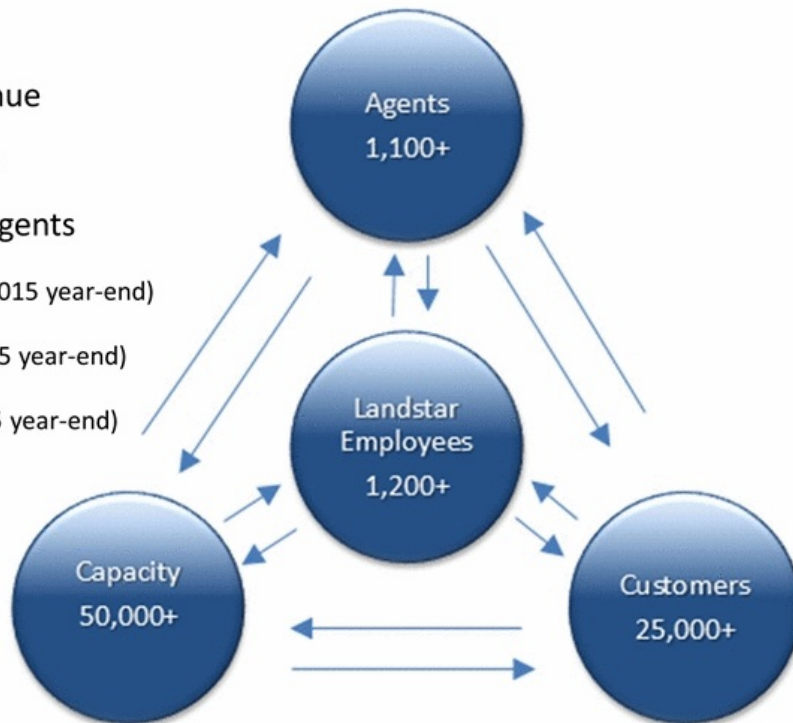 Agents
1,100+
gents
015 year-end)
5 year-end)
year-end)
Landstar
Employees
1,200+
Capacity
50,000+
Customers
25,000+